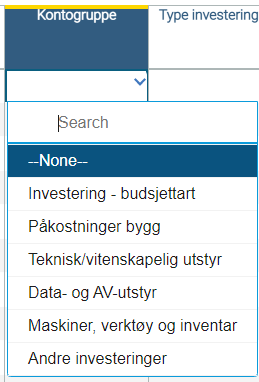 Kontogruppe Type investering
Search
--None--
Investering - budsjettart
Påkostninger bygg
Teknisk/vitenskapelig utstyr
Data- og AV-utstyr
Maskiner, verktøy og inventar
Andre investeringer